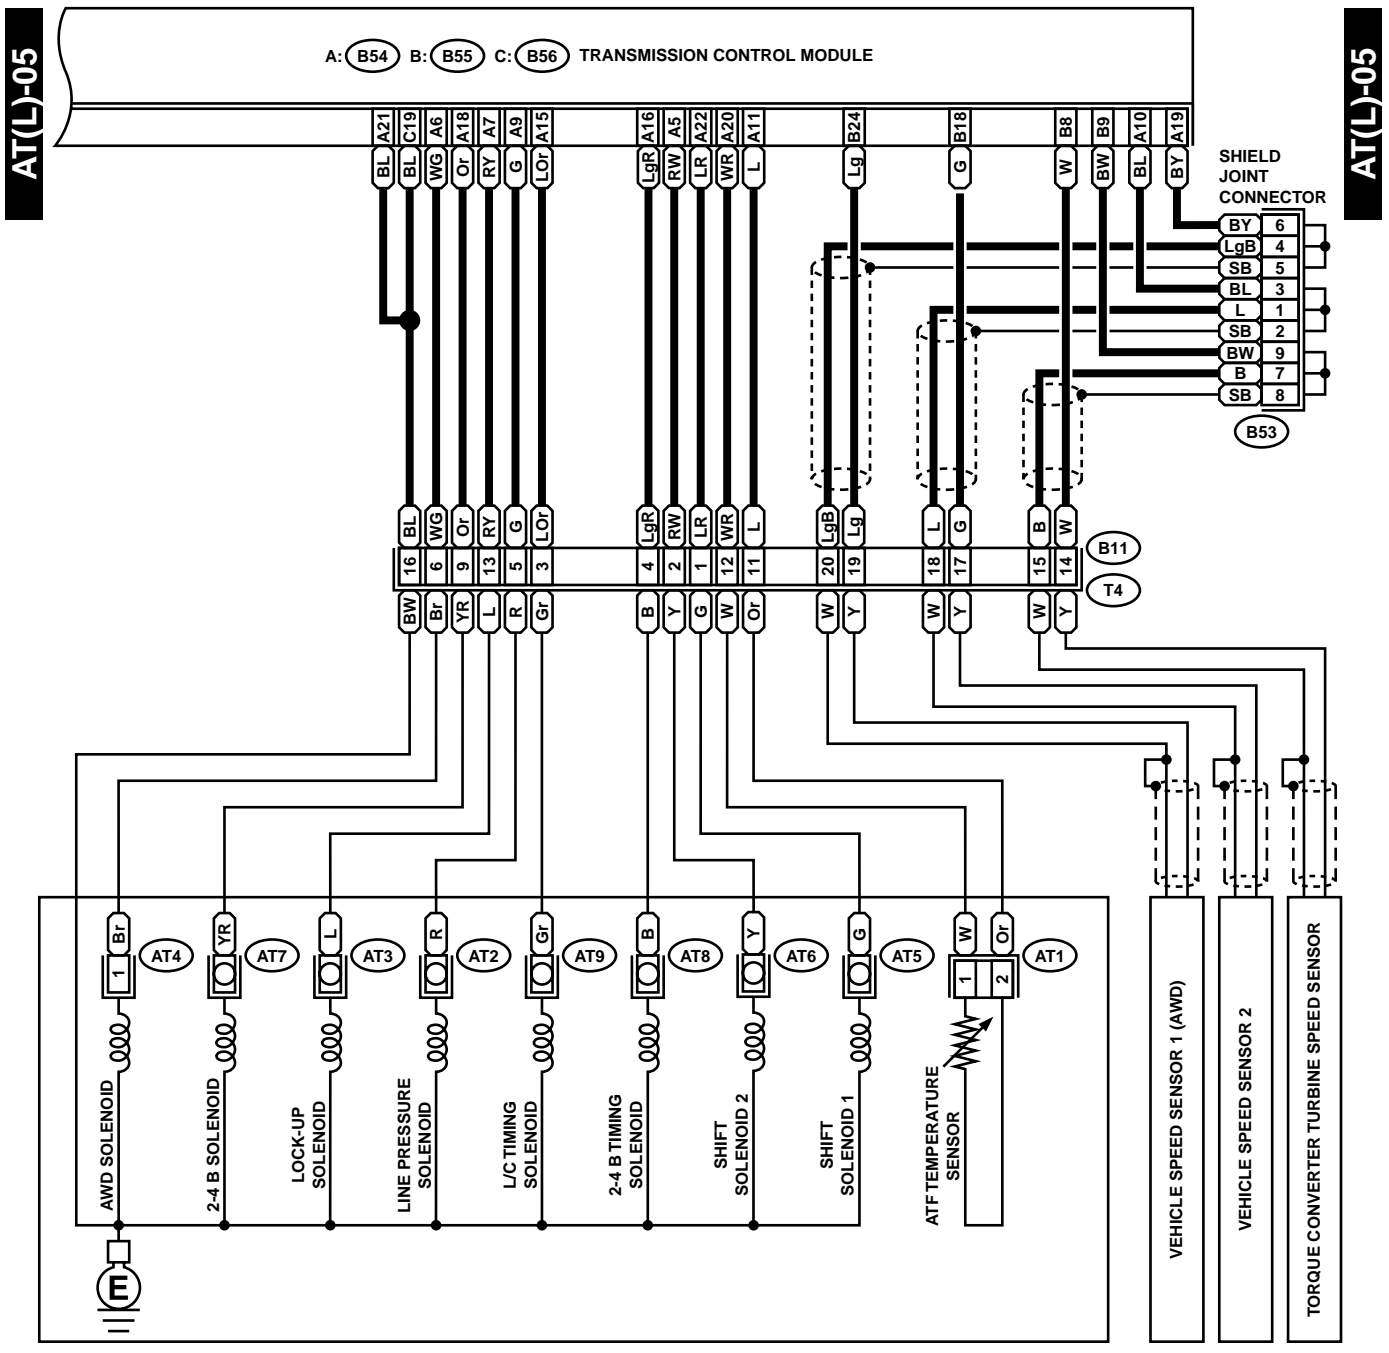 AT(L)-05
AT(L)-05
A: B54 B: B55 C: B56 TRANSMISSION CONTROL MODULE
A21 C19 A6 A18 A7 A9 A15 A16 A5 A22 A20 A11 B24 B18 B8 B9 A10 A19
BL BL WG Or RY G LOr LgR RW LR WR L Lg G W BW BL BY
SHIELD
JOINT
CONNECTOR
BY 6
LgB 4
SB 5
BL 3
L 1
SB 2
BW 9
B 7
SB 8
B53
BL WG Or RY G LOr LgR RW LR WR L LgB Lg L G B W
B11
16 6 9 13 5 3 4 2 1 12 11 20 19 18 17 15 14
T4
BW Br YR L R Gr B Y G W Or W Y W Y W Y
Br YR L R Gr B Y G W Or
AT4 AT7 AT3 AT2 AT9 AT8 AT6 AT5 AT1
1 1 2
AWD SOLENOID
2-4 B SOLENOID
LOCK-UP
SOLENOID
LINE PRESSURE
SOLENOID
L/C TIMING
SOLENOID
2-4 B TIMING
SOLENOID
SHIFT
SOLENOID 2
SHIFT
SOLENOID 1
ATF TEMPERATURE
SENSOR
VEHICLE SPEED SENSOR 1 (AWD)
VEHICLE SPEED SENSOR 2
TORQUE CONVERTER TURBINE SPEED SENSOR
E